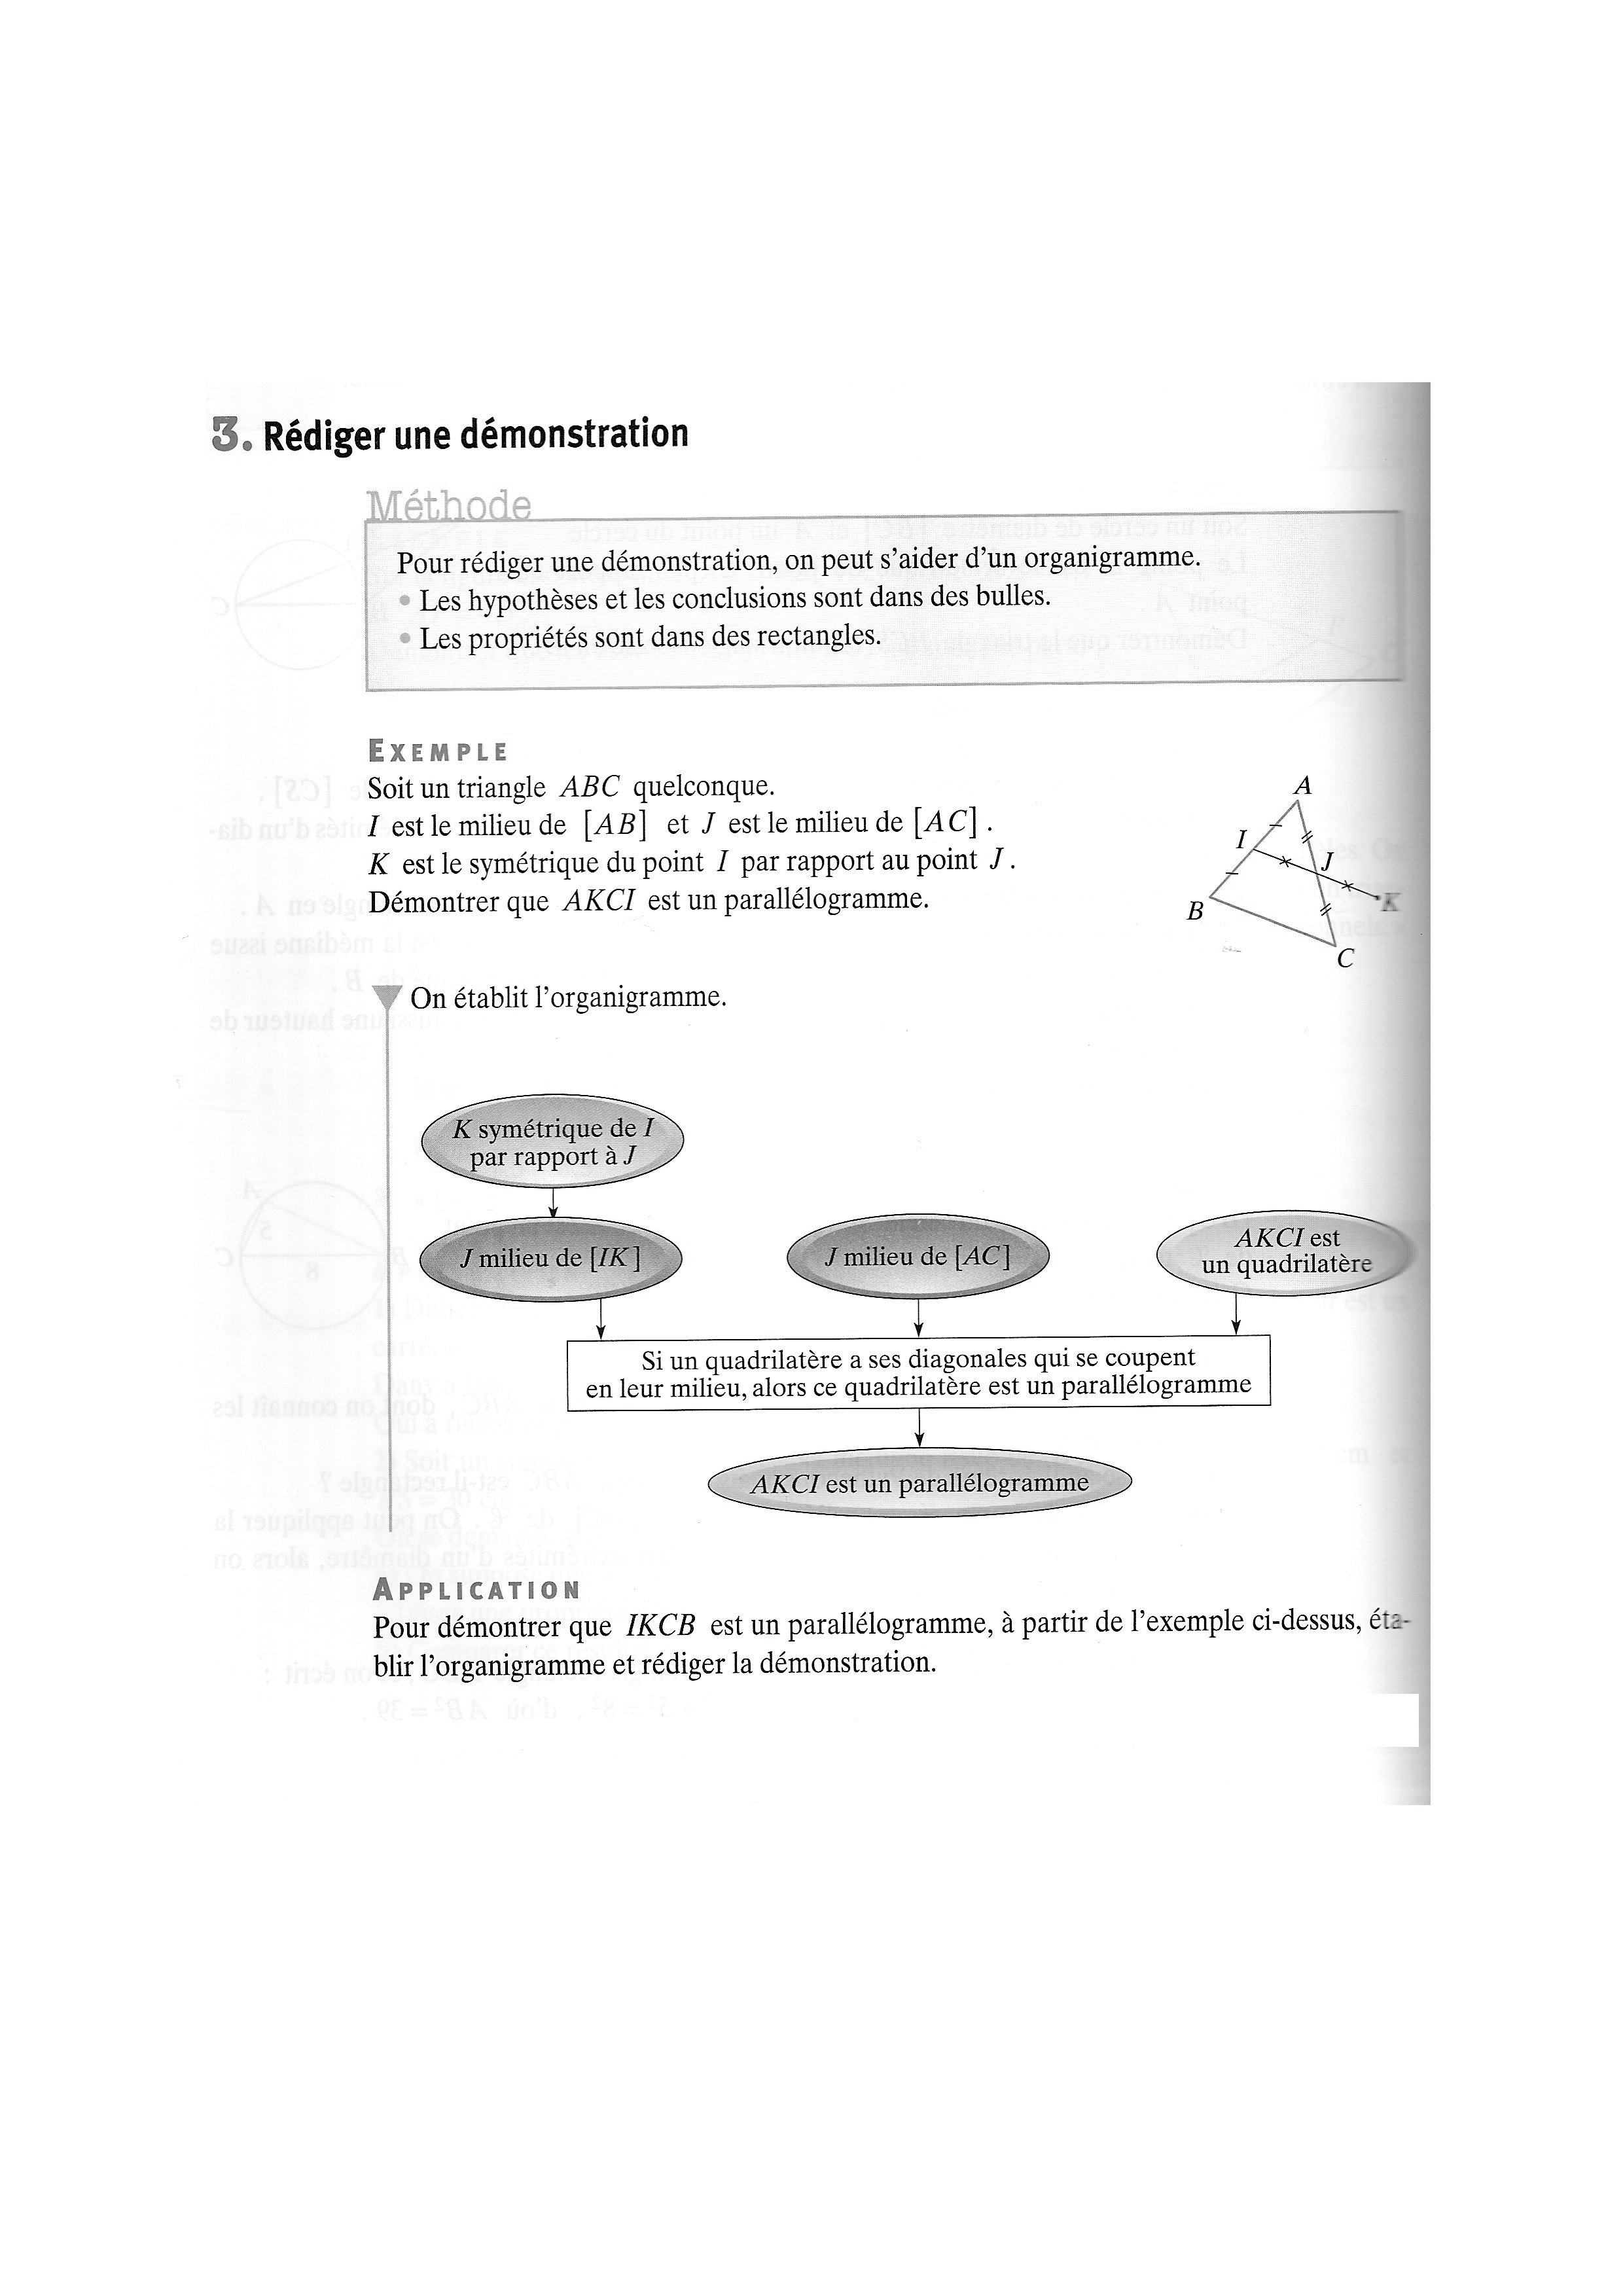 3. Rédiger une démonstration
Méthode
Pour rédiger une démonstration, on peut s'aider d'un organigramme.
• Les hypothèses et les conclusions sont dans des bulles.
• Les propriétés sont dans des rectangles.
EXEMPLE
Soit un triangle ABC quelconque.
I est le milieu de [AB] et J est le milieu de [AC].
K est le symétrique du point I par rapport au point J.
Démontrer que AKCI est un parallélogramme.
A
I
J
K
B
C
On établit l'organigramme.
K symétrique de I
par rapport à J
J milieu de [IK]
J milieu de [AC]
AKCI est
un quadrilatère
Si un quadrilatère a ses diagonales qui se coupent
en leur milieu, alors ce quadrilatère est un parallélogramme
AKCI est un parallélogramme
APPLICATION
Pour démontrer que IKCB est un parallélogramme, à partir de l'exemple ci-dessus, éta-
blir l'organigramme et rédiger la démonstration.